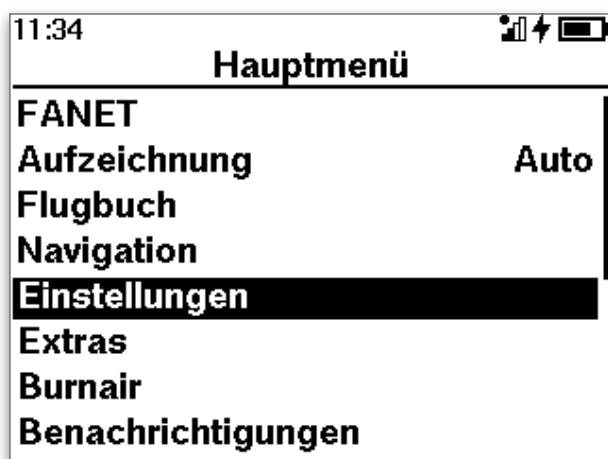 11:34
Hauptmenü
FANET
Aufzeichnung Auto
Flugbuch
Navigation
Einstellungen
Extras
Burnair
Benachrichtigungen